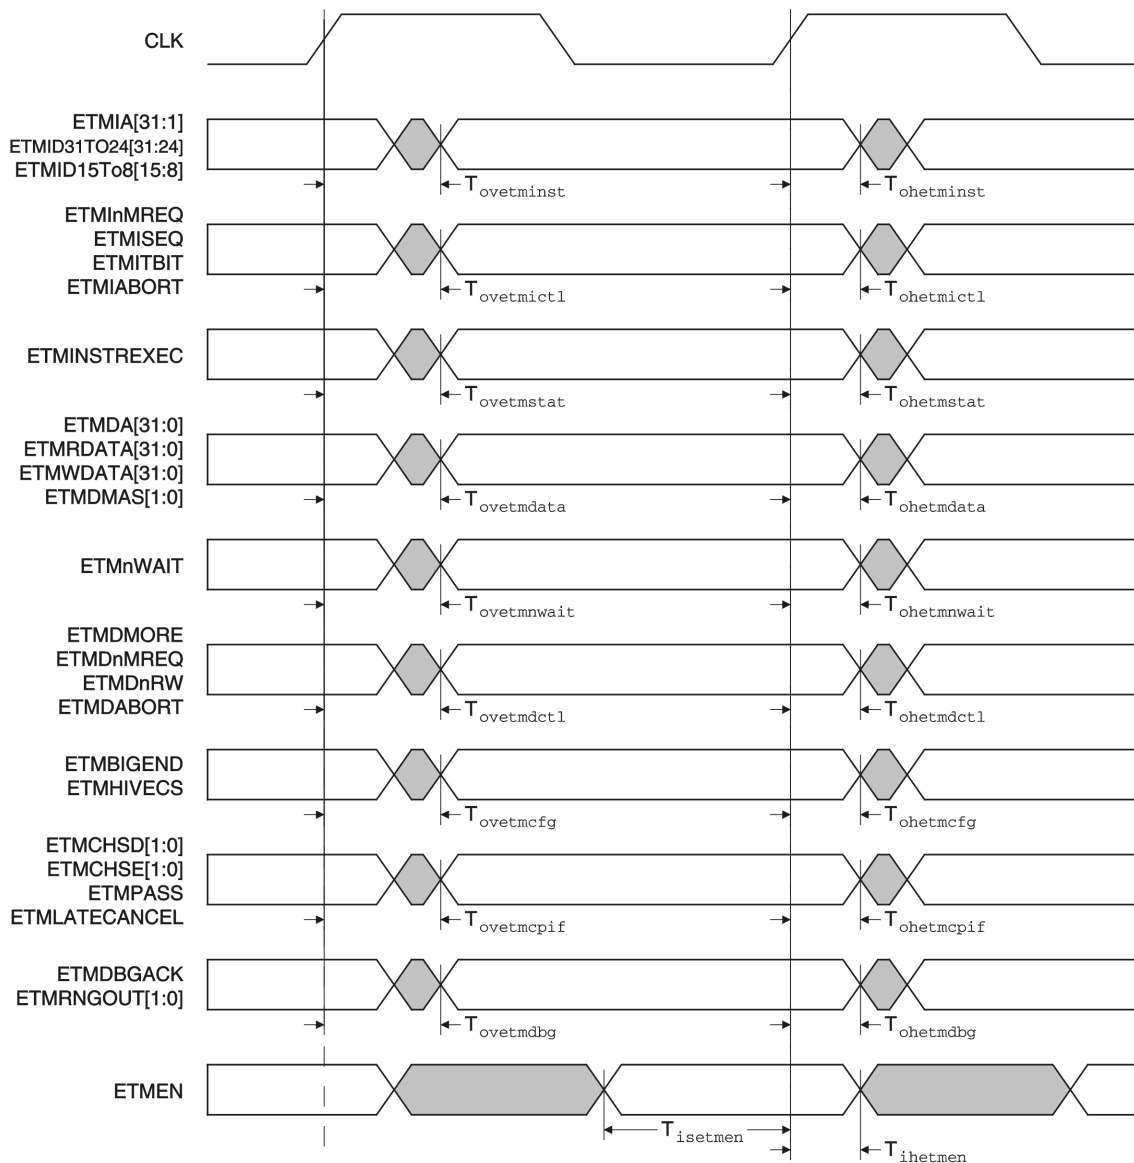 CLK
ETMIA[31:1]
ETMID31TO24[31:24]
ETMID15To8[15:8]
Tovetminst Tohetminst
ETMInMREQ
ETMISEQ
ETMITBIT
ETMIABORT
Tovetmictl Tohetmictl
ETMINSTREXEC
Tovetmstat Tohetmstat
ETMDA[31:0]
ETMRDATA[31:0]
ETMWDATA[31:0]
ETMDMAS[1:0]
Tovetmdata Tohetmdata
ETMnWAIT
Tovetmnwait Tohetmnwait
ETMDMORE
ETMDnMREQ
ETMDnRW
ETMDABORT
Tovetmdctl Tohetmdctl
ETMBIGEND
ETMHIVECS
Tovetmcfg Tohetmcfg
ETMCHSD[1:0]
ETMCHSE[1:0]
ETMPASS
ETMLATECANCEL
Tovetmcpif Tohetmcpif
ETMDBGACK
ETMRNGOUT[1:0]
Tovetmdbg Tohetmdbg
ETMEN
Tisetmen
Tihetmen